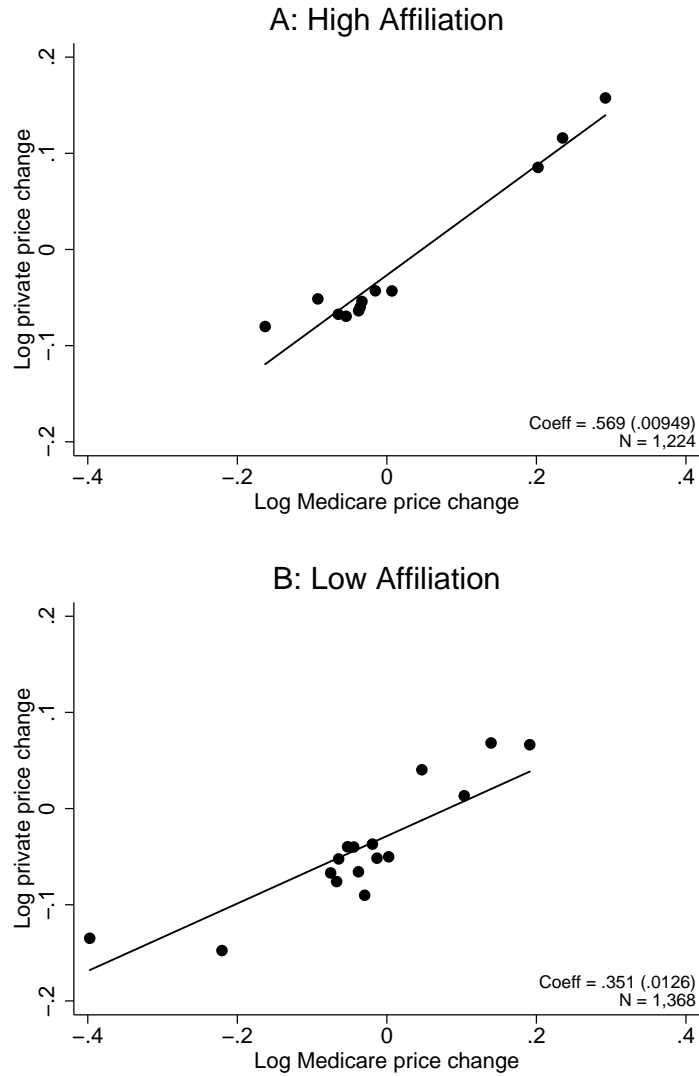 A: High Affiliation
.2
.1
0
-.1
-.2
Log private price change
Coeff = .569 (.00949)
N = 1,224
-.4
-.2
0
.2
.4
Log Medicare price change
B: Low Affiliation
.2
.1
0
-.1
-.2
Log private price change
Coeff = .351 (.0126)
N = 1,368
-.4
-.2
0
.2
.4
Log Medicare price change